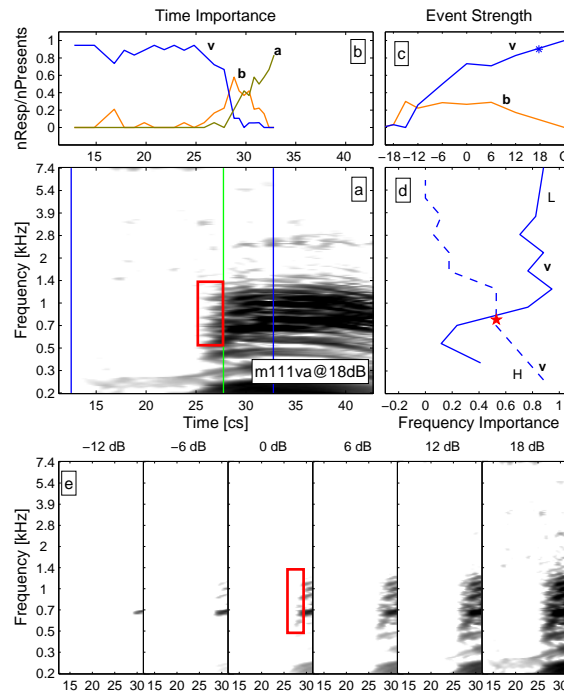 Time Importance
Event Strength
nResp/nPresents
1
0.8
0.6
0.4
0.2
0
v
b
a
b
15 20 25 30 35 40
c
v
b
−18 −12 −6 0 6 12 18 24
Frequency [kHz]
7.4
5.4
3.9
2.8
2
1.4
1
0.7
0.5
0.3
0.2
a
m111va@18dB
15 20 25 30 35 40
Time [cs]
d
L
v
H
v
−0.2 0 0.2 0.4 0.6 0.8 1
Frequency Importance
−12 dB −6 dB 0 dB 6 dB 12 dB 18 dB
e
Frequency [kHz]
7.4
5.4
3.9
2.8
2
1.4
1
0.7
0.5
0.3
0.2
15 20 25 30 15 20 25 30 15 20 25 30 15 20 25 30 15 20 25 30 15 20 25 30